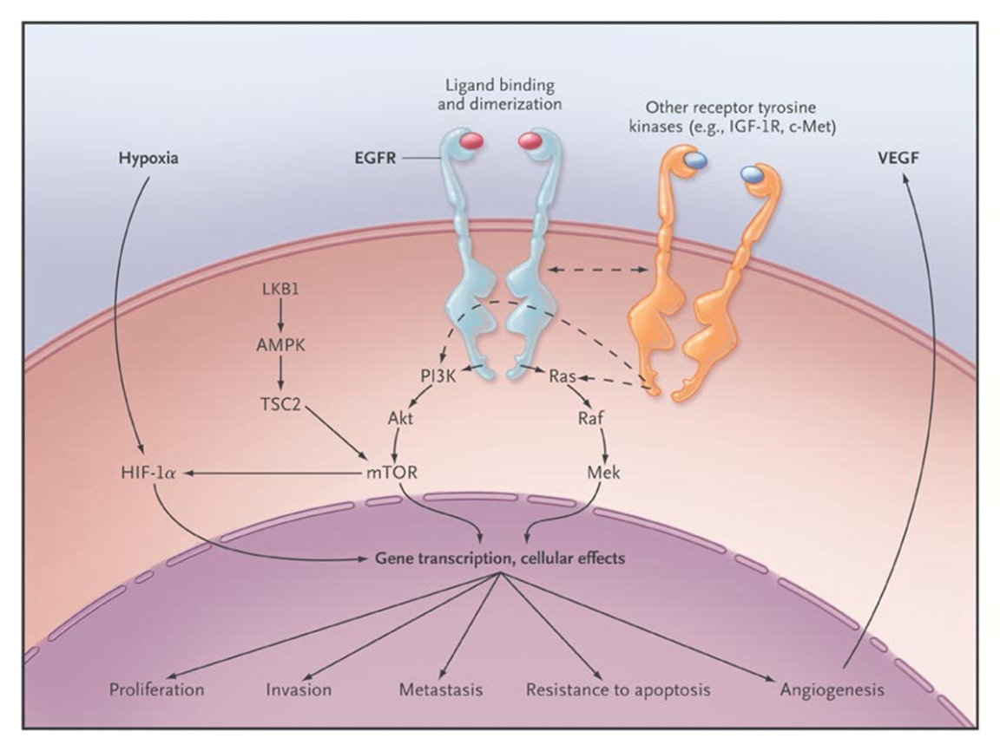 Ligand binding
and dimerization
Other receptor tyrosine
kinases (e.g., IGF-1R, c-Met)
Hypoxia
EGFR
VEGF
LKB1
AMPK
TSC2
PI3K
Ras
Akt
Raf
HIF-1α
mTOR
Mek
Gene transcription, cellular effects
Proliferation
Invasion
Metastasis
Resistance to apoptosis
Angiogenesis